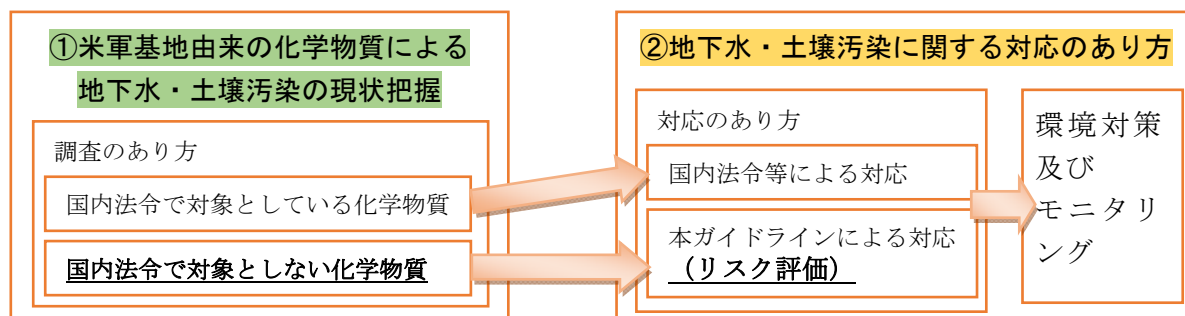 ①米軍基地由来の化学物質による
地下水・土壌汚染の現状把握
調査のあり方
国内法令で対象としている化学物質
国内法令で対象としない化学物質
②地下水・土壌汚染に関する対応のあり方
対応のあり方
国内法令等による対応
本ガイドラインによる対応
（リスク評価）
環境対策
及び
モニタリ
ング